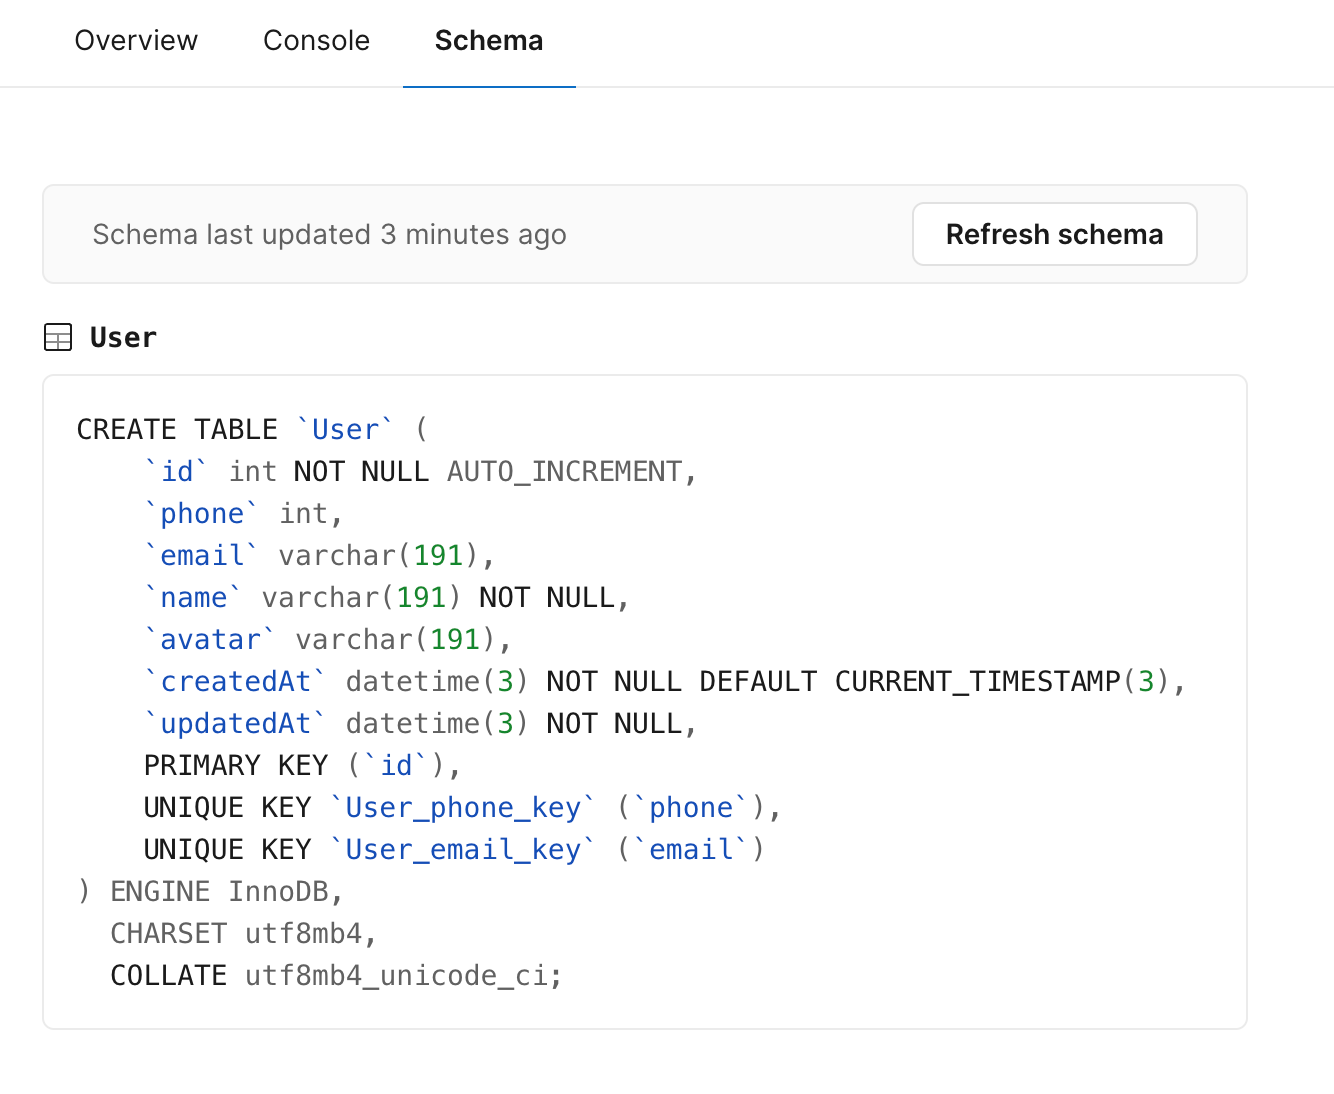 Overview Console Schema
Schema last updated 3 minutes ago Refresh schema
User
CREATE TABLE `User` (
    `id` int NOT NULL AUTO_INCREMENT,
    `phone` int,
    `email` varchar(191),
    `name` varchar(191) NOT NULL,
    `avatar` varchar(191),
    `createdAt` datetime(3) NOT NULL DEFAULT CURRENT_TIMESTAMP(3),
    `updatedAt` datetime(3) NOT NULL,
    PRIMARY KEY (`id`),
    UNIQUE KEY `User_phone_key` (`phone`),
    UNIQUE KEY `User_email_key` (`email`)
) ENGINE InnoDB,
  CHARSET utf8mb4,
  COLLATE utf8mb4_unicode_ci;